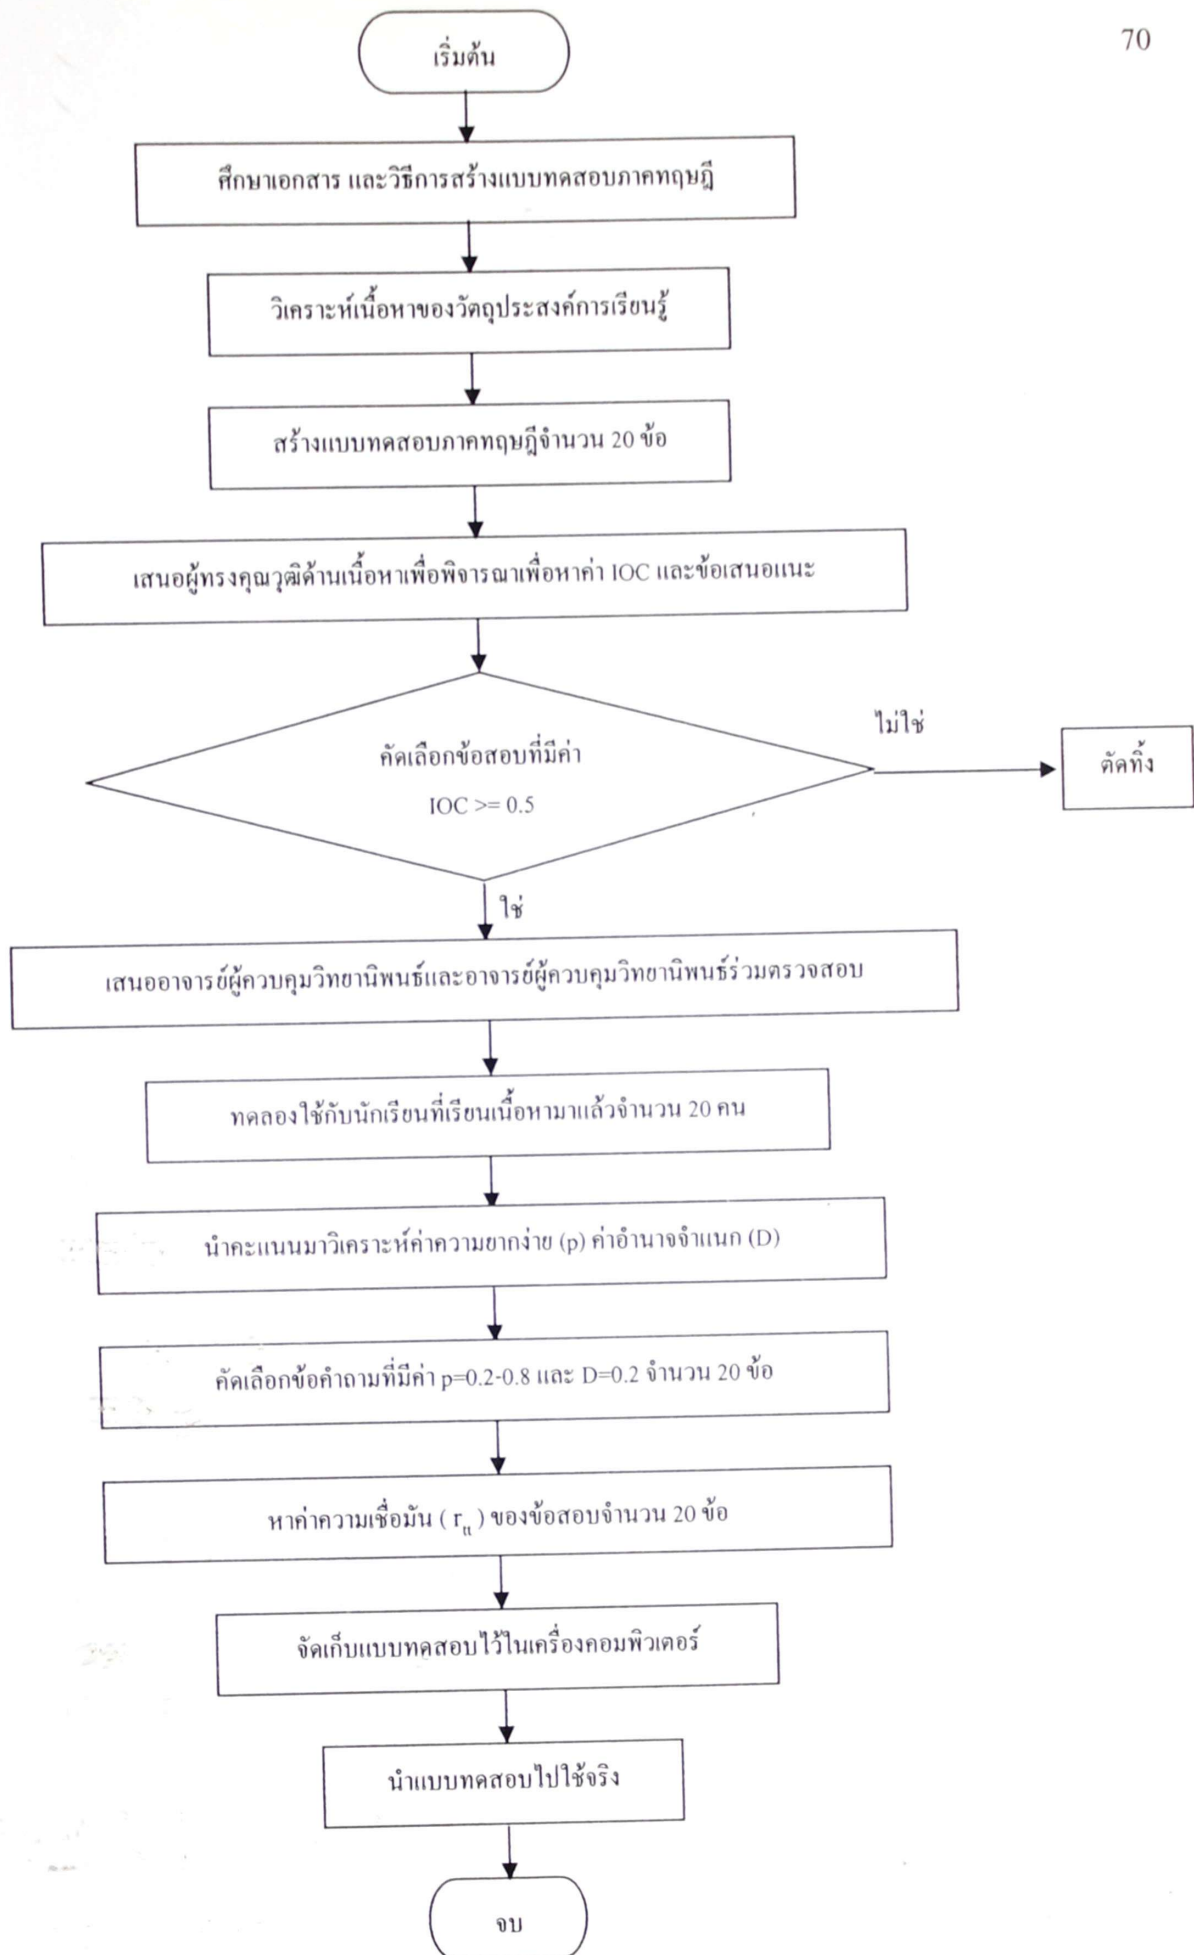 70
เริ่มต้น
ศึกษาเอกสาร และวิธีการสร้างแบบทดสอบภาคทฤษฎี
วิเคราะห์เนื้อหาของวัตถุประสงค์การเรียนรู้
สร้างแบบทดสอบภาคทฤษฎีจำนวน 20 ข้อ
เสนอผู้ทรงคุณวุฒิด้านเนื้อหาเพื่อพิจารณาเพื่อหาค่า IOC และข้อเสนอแนะ
คัดเลือกข้อสอบที่มีค่า
IOC >= 0.5
ไม่ใช่
ตัดทิ้ง
ใช่
เสนออาจารย์ผู้ควบคุมวิทยานิพนธ์และอาจารย์ผู้ควบคุมวิทยานิพนธ์ร่วมตรวจสอบ
ทดลองใช้กับนักเรียนที่เรียนเนื้อหามาแล้วจำนวน 20 คน
นำคะแนนมาวิเคราะห์ค่าความยากง่าย (p) ค่าอำนาจจำแนก (D)
คัดเลือกข้อคำถามที่มีค่า p=0.2-0.8 และ D=0.2 จำนวน 20 ข้อ
หาค่าความเชื่อมั่น ( r_tt ) ของข้อสอบจำนวน 20 ข้อ
จัดเก็บแบบทดสอบไว้ในเครื่องคอมพิวเตอร์
นำแบบทดสอบไปใช้จริง
จบ